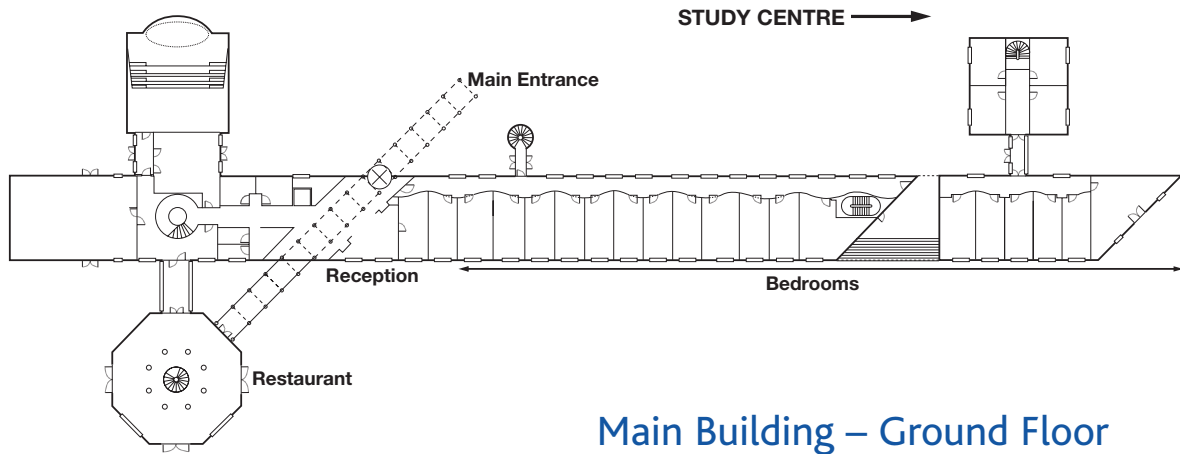 STUDY CENTRE
Main Entrance
Reception
Bedrooms
Restaurant
Main Building – Ground Floor